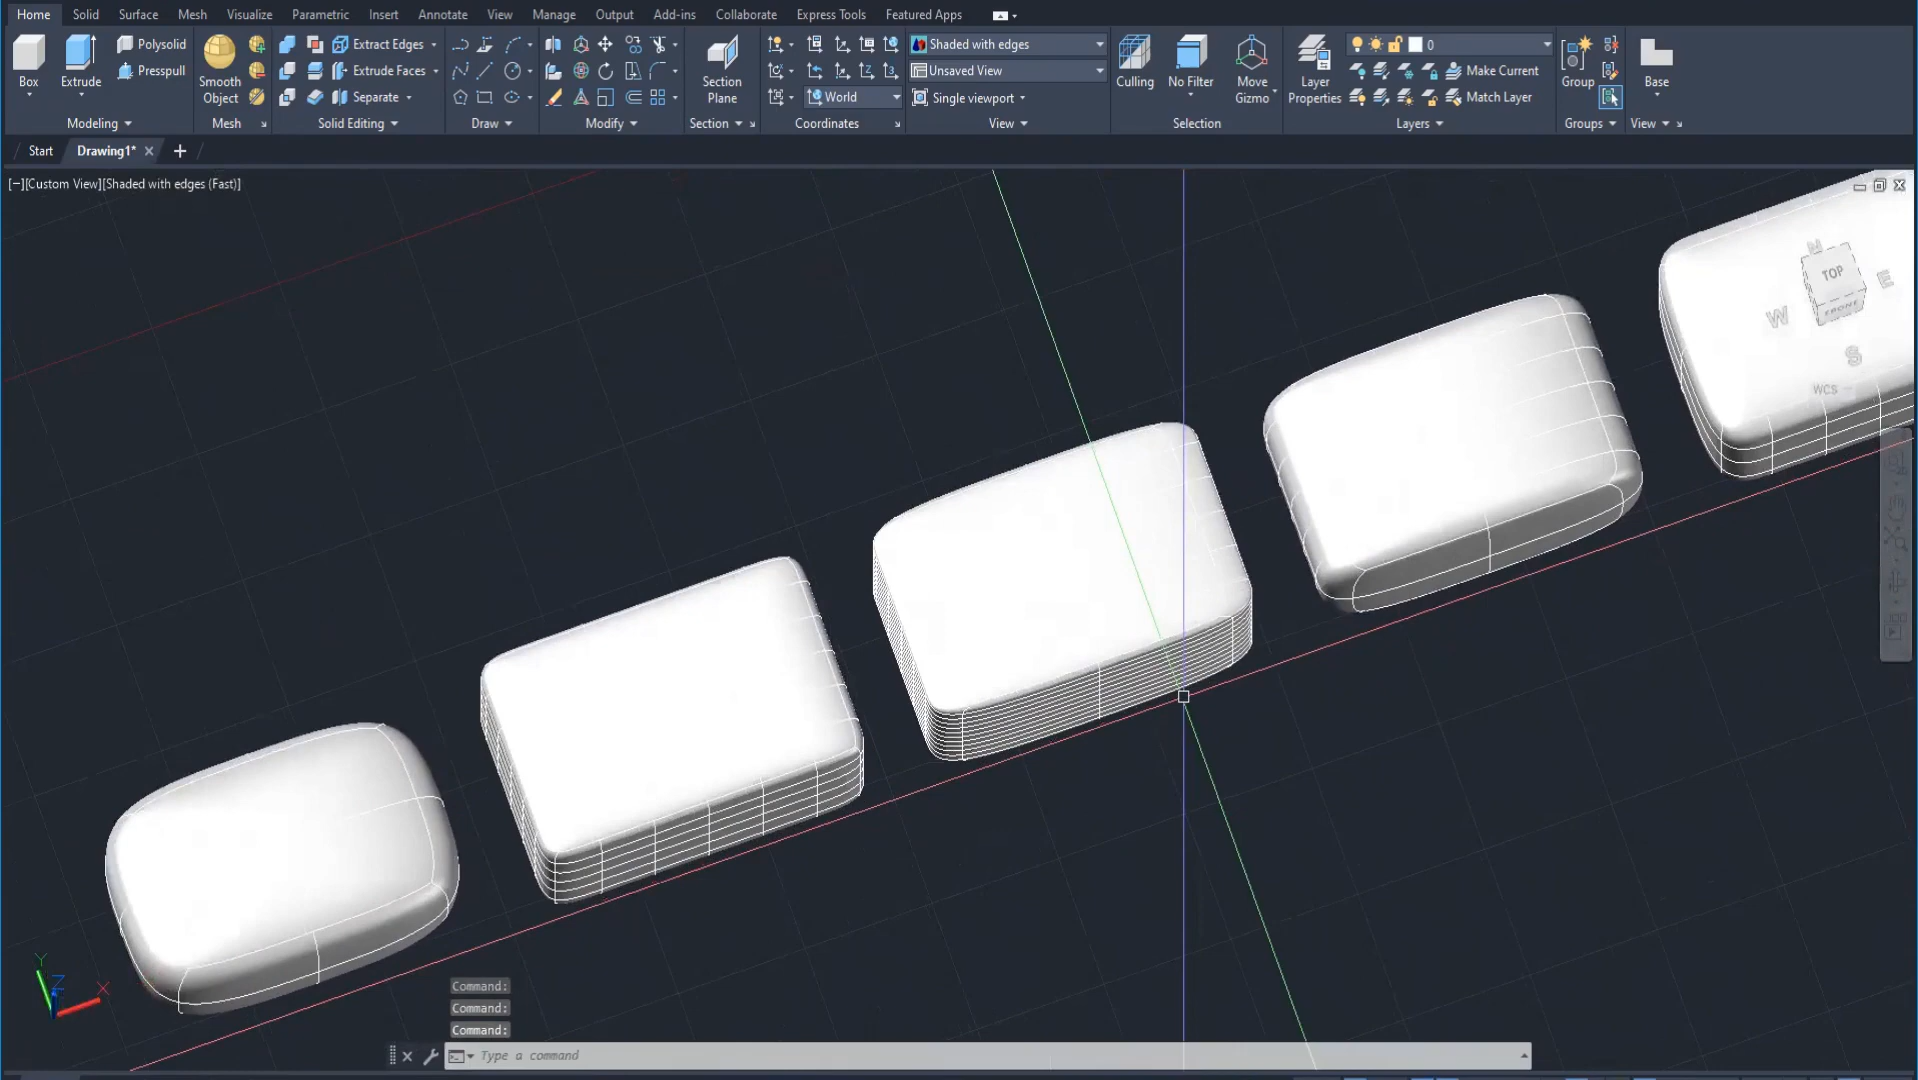 Home Solid Surface Mesh Visualize Parametric Insert Annotate View Manage Output Add-ins Collaborate Express Tools Featured Apps
Box
Extrude
Polysolid
Presspull
Modeling
Smooth
Object
Mesh
Extract Edges
Extrude Faces
Separate
Solid Editing
Draw
Modify
Section
Plane
Section
World
Coordinates
Shaded with edges
Unsaved View
Single viewport
View
Culling
No Filter
Move
Gizmo
Selection
Layer
Properties
0
Make Current
Match Layer
Layers
Group
Groups
Base
View
Start
Drawing1*
[−][Custom View][Shaded with edges (Fast)]
N
TOP
FRONT
W
E
S
WCS
Y
Z
X
Command:
Command:
Command:
Type a command